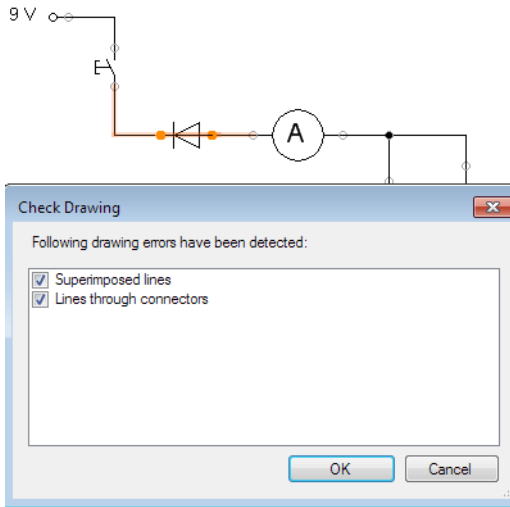 9 V
A
Check Drawing
Following drawing errors have been detected:
Superimposed lines
Lines through connectors
OK
Cancel